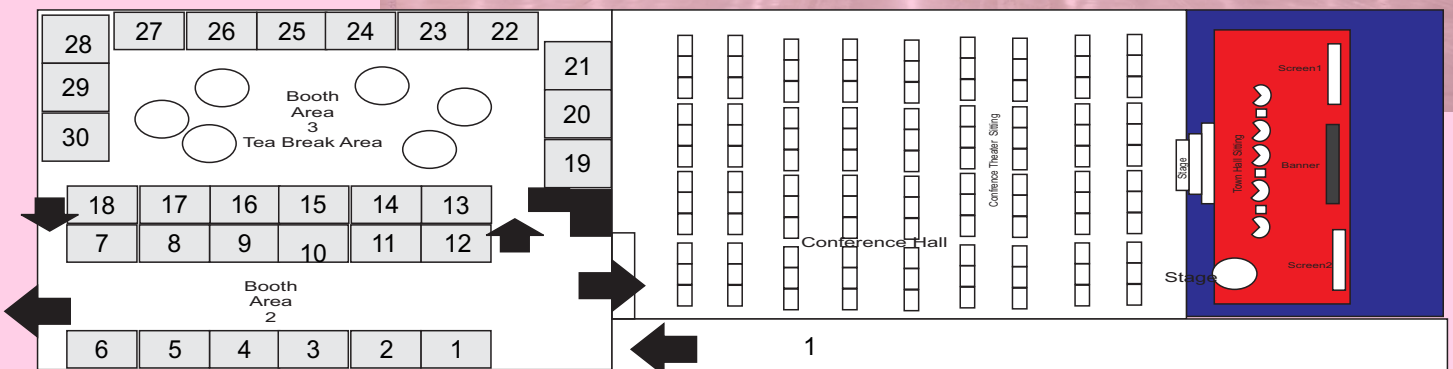 28
27
26
25
24
23
22
29
30
21
20
19
Booth
Area
3
Tea Break Area
18
17
16
15
14
13
7
8
9
10
11
12
Booth
Area
2
6
5
4
3
2
1
Conference Hall
Confrence Theater Sitting
1
Stage
Stage
Town Hall Sitting
Screen1
Banner
Screen2